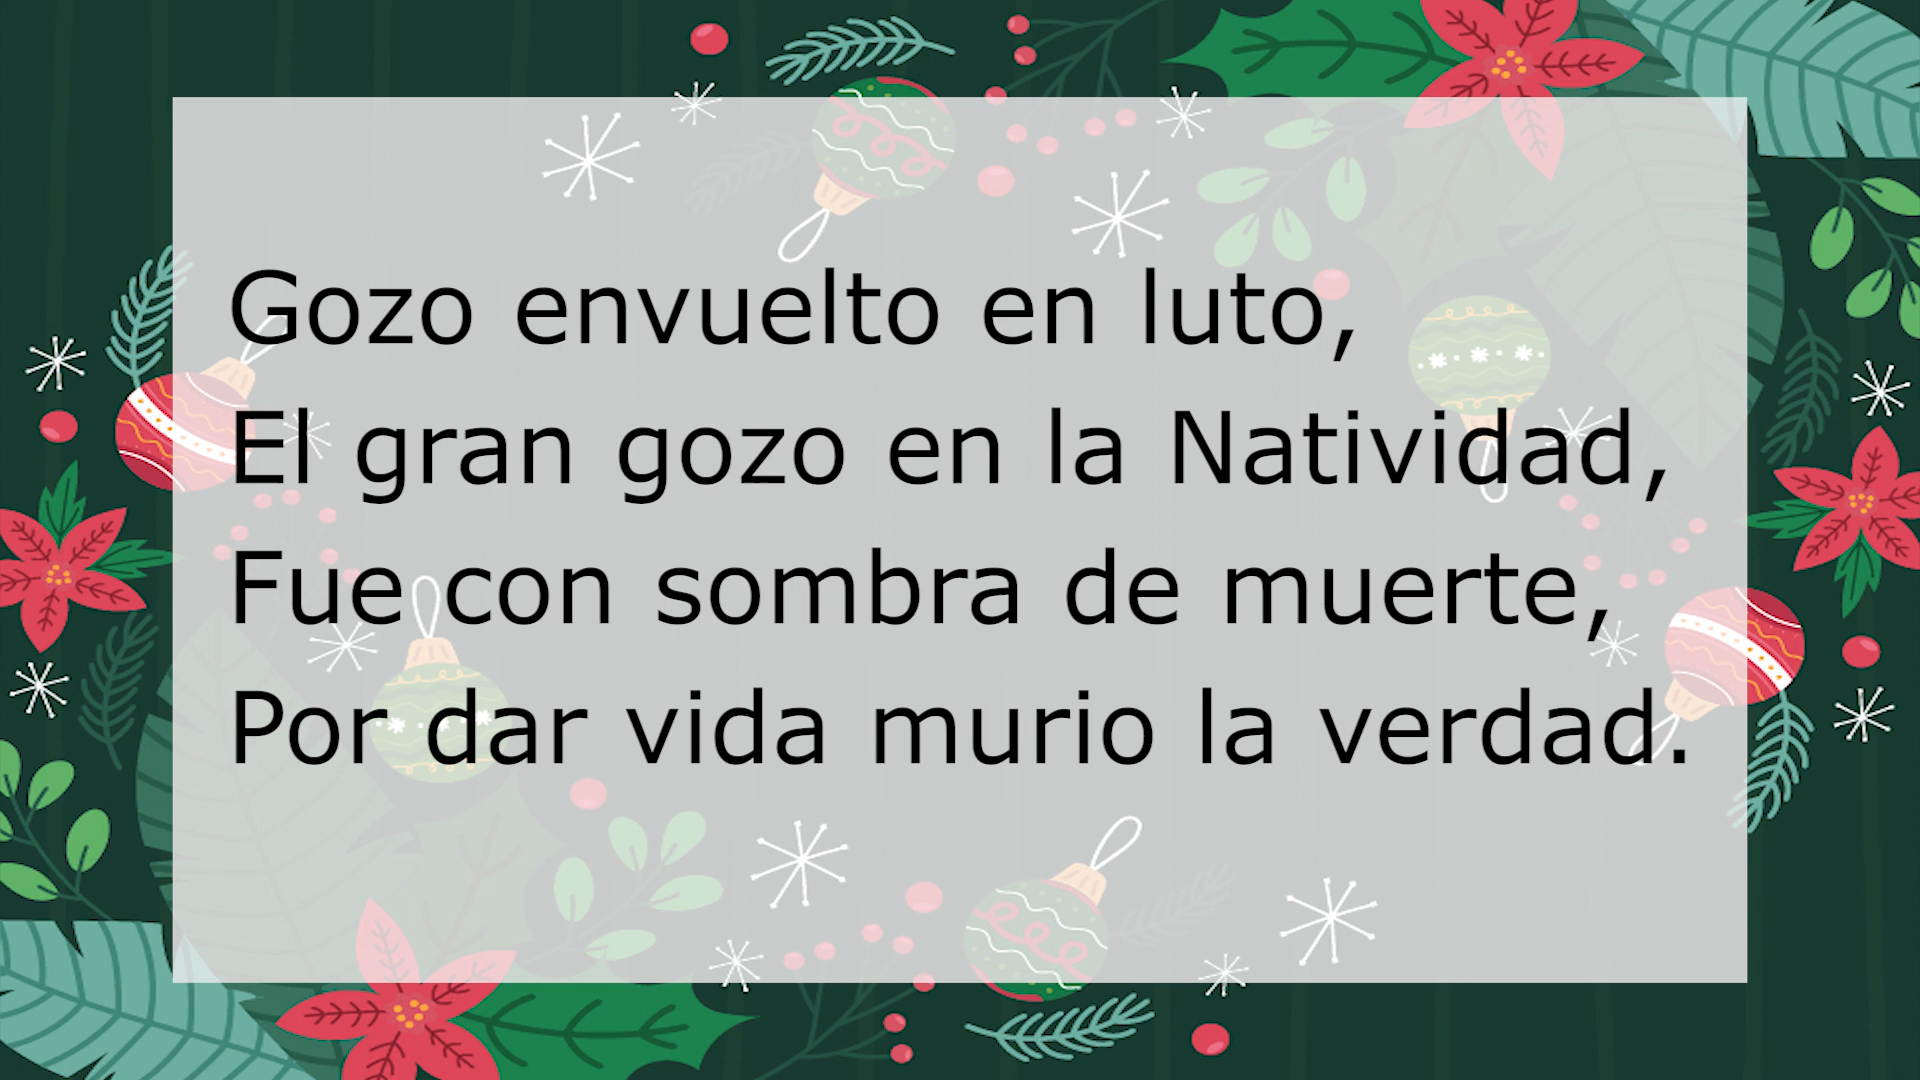 Gozo envuelto en luto,
El gran gozo en la Natividad,
Fue con sombra de muerte,
Por dar vida murio la verdad.